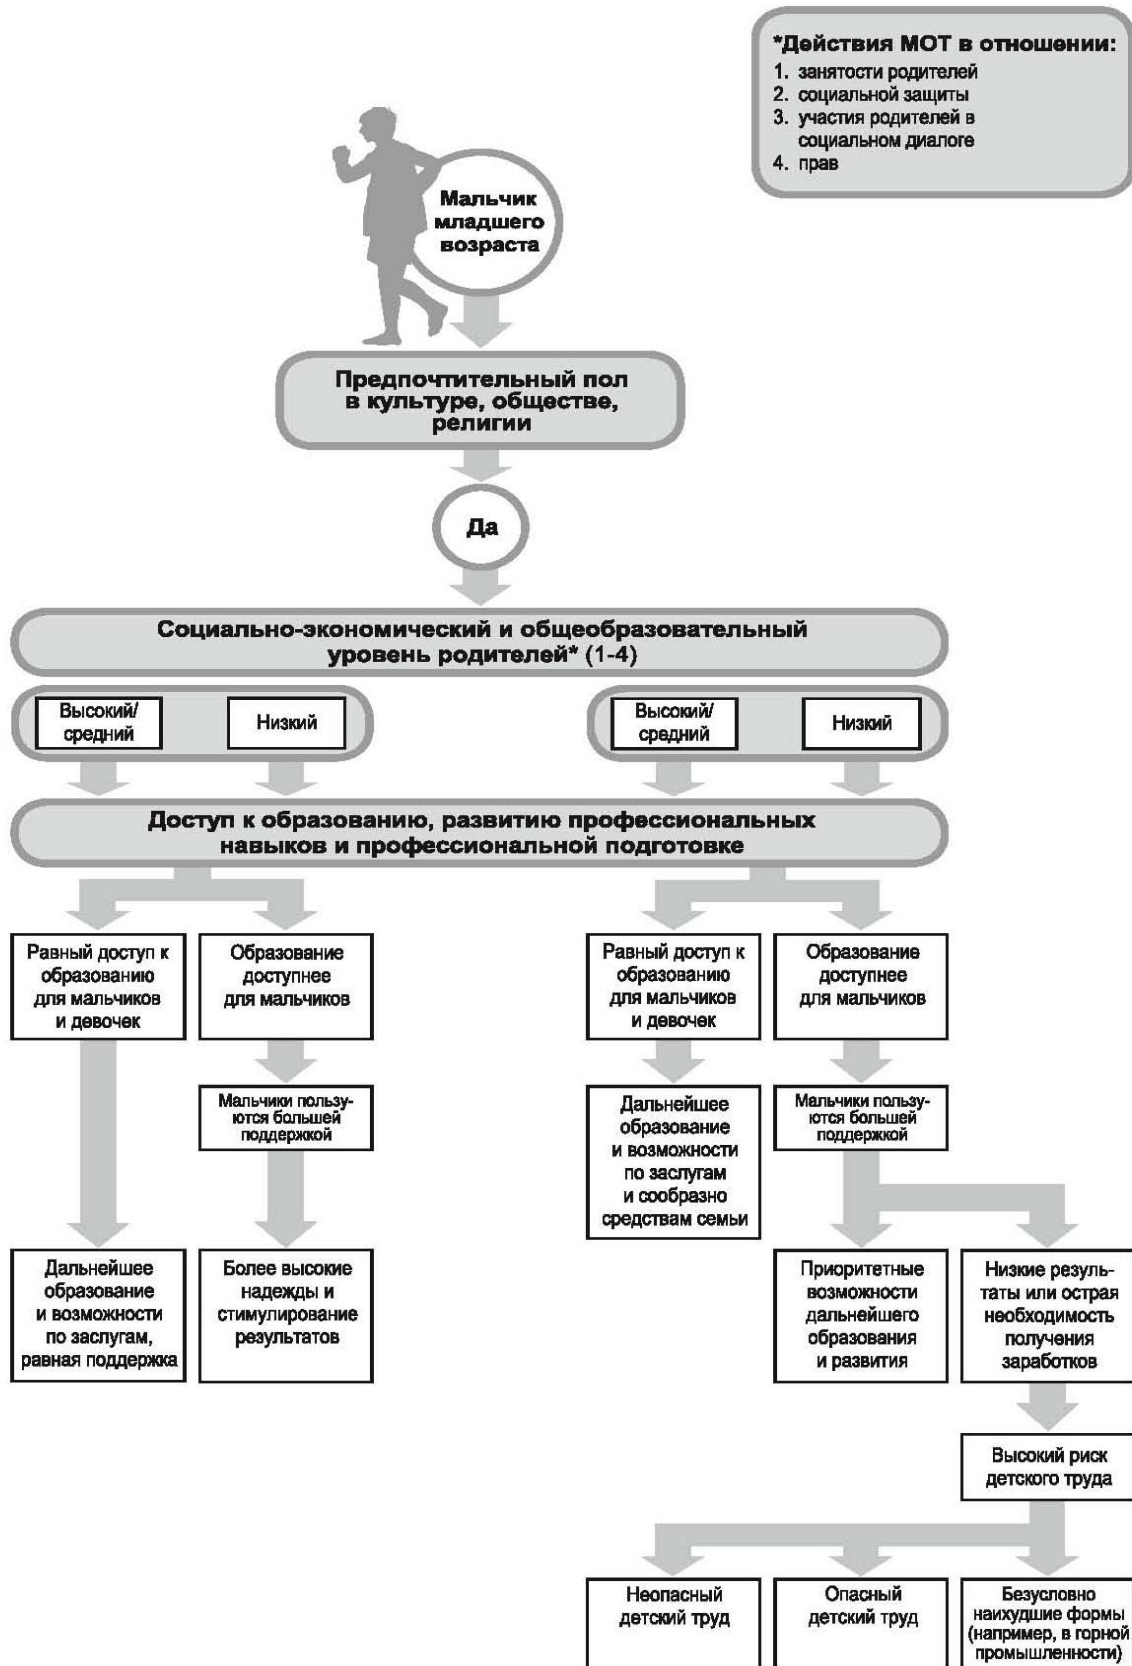 *Действия МОТ в отношении:
1. занятости родителей
2. социальной защиты
3. участия родителей в
социальном диалоге
4. прав
Мальчик
младшего
возраста
Предпочтительный пол
в культуре, обществе,
религии
Да
Социально-экономический и общеобразовательный
уровень родителей* (1-4)
Высокий/
средний
Низкий
Высокий/
средний
Низкий
Доступ к образованию, развитию профессиональных
навыков и профессиональной подготовке
Равный доступ к
образованию
для мальчиков
и девочек
Образование
доступнее
для мальчиков
Равный доступ к
образованию
для мальчиков
и девочек
Образование
доступнее
для мальчиков
Мальчики пользу-
ются большей
поддержкой
Дальнейшее
образование
и возможности
по заслугам
и сообразно
средствам семьи
Мальчики пользу-
ются большей
поддержкой
Дальнейшее
образование
и возможности
по заслугам,
равная поддержка
Более высокие
надежды и
стимулирование
результатов
Приоритетные
возможности
дальнейшего
образования
и развития
Низкие резуль-
таты или острая
необходимость
получения
заработков
Высокий риск
детского труда
Неопасный
детский труд
Опасный
детский труд
Безусловно
наихудшие формы
(например, в горной
промышленности)